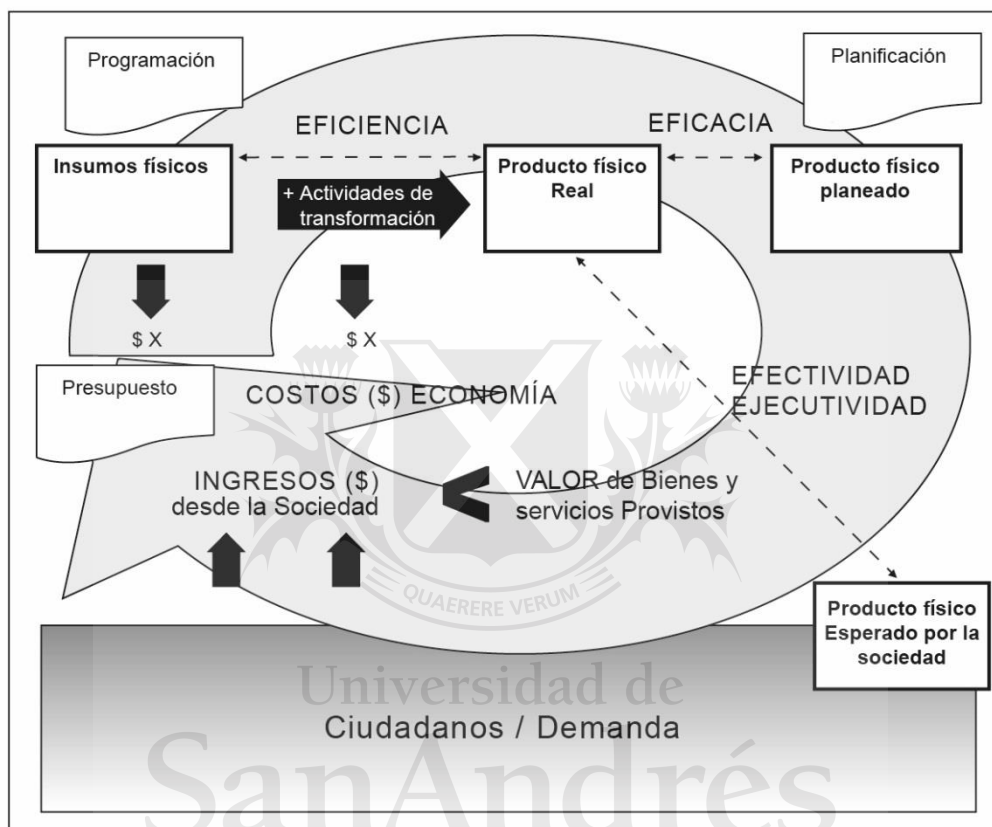 Programación
Planificación
EFICIENCIA
EFICACIA
Insumos físicos
+ Actividades de
transformación
Producto físico
Real
Producto físico
planeado
$ X
$ X
Presupuesto
COSTOS ($) ECONOMÍA
EFECTIVIDAD
EJECUTIVIDAD
INGRESOS ($)
desde la Sociedad
<
VALOR de Bienes y
servicios Provistos
QUAERERE VERUM
Producto físico
Esperado por la
sociedad
Universidad de
Ciudadanos / Demanda
SanAndrés